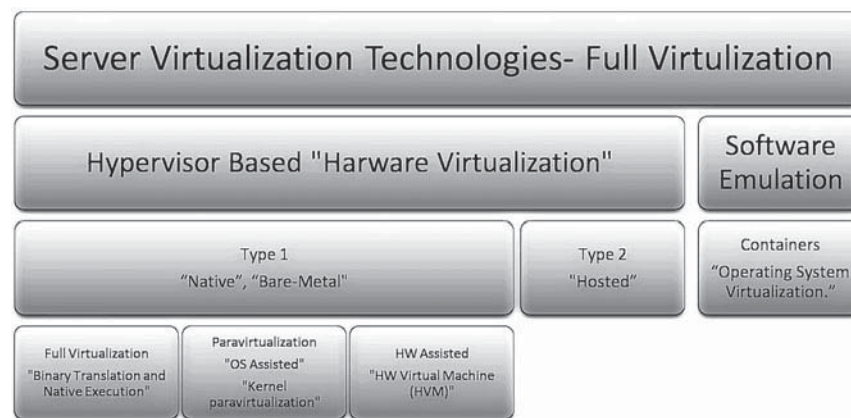 Server Virtualization Technologies- Full Virtulization
Hypervisor Based "Harware Virtualization"
Software
Emulation
Type 1
“Native”, “Bare-Metal"
Type 2
"Hosted”
Containers
“Operating System
Virtualization.”
Full Virtualization
"Binary Translation and
Native Execution"
Paravirtualization
"OS Assisted"
"Kernel
paravirtualization"
HW Assisted
"HW Virtual Machine
(HVM)"